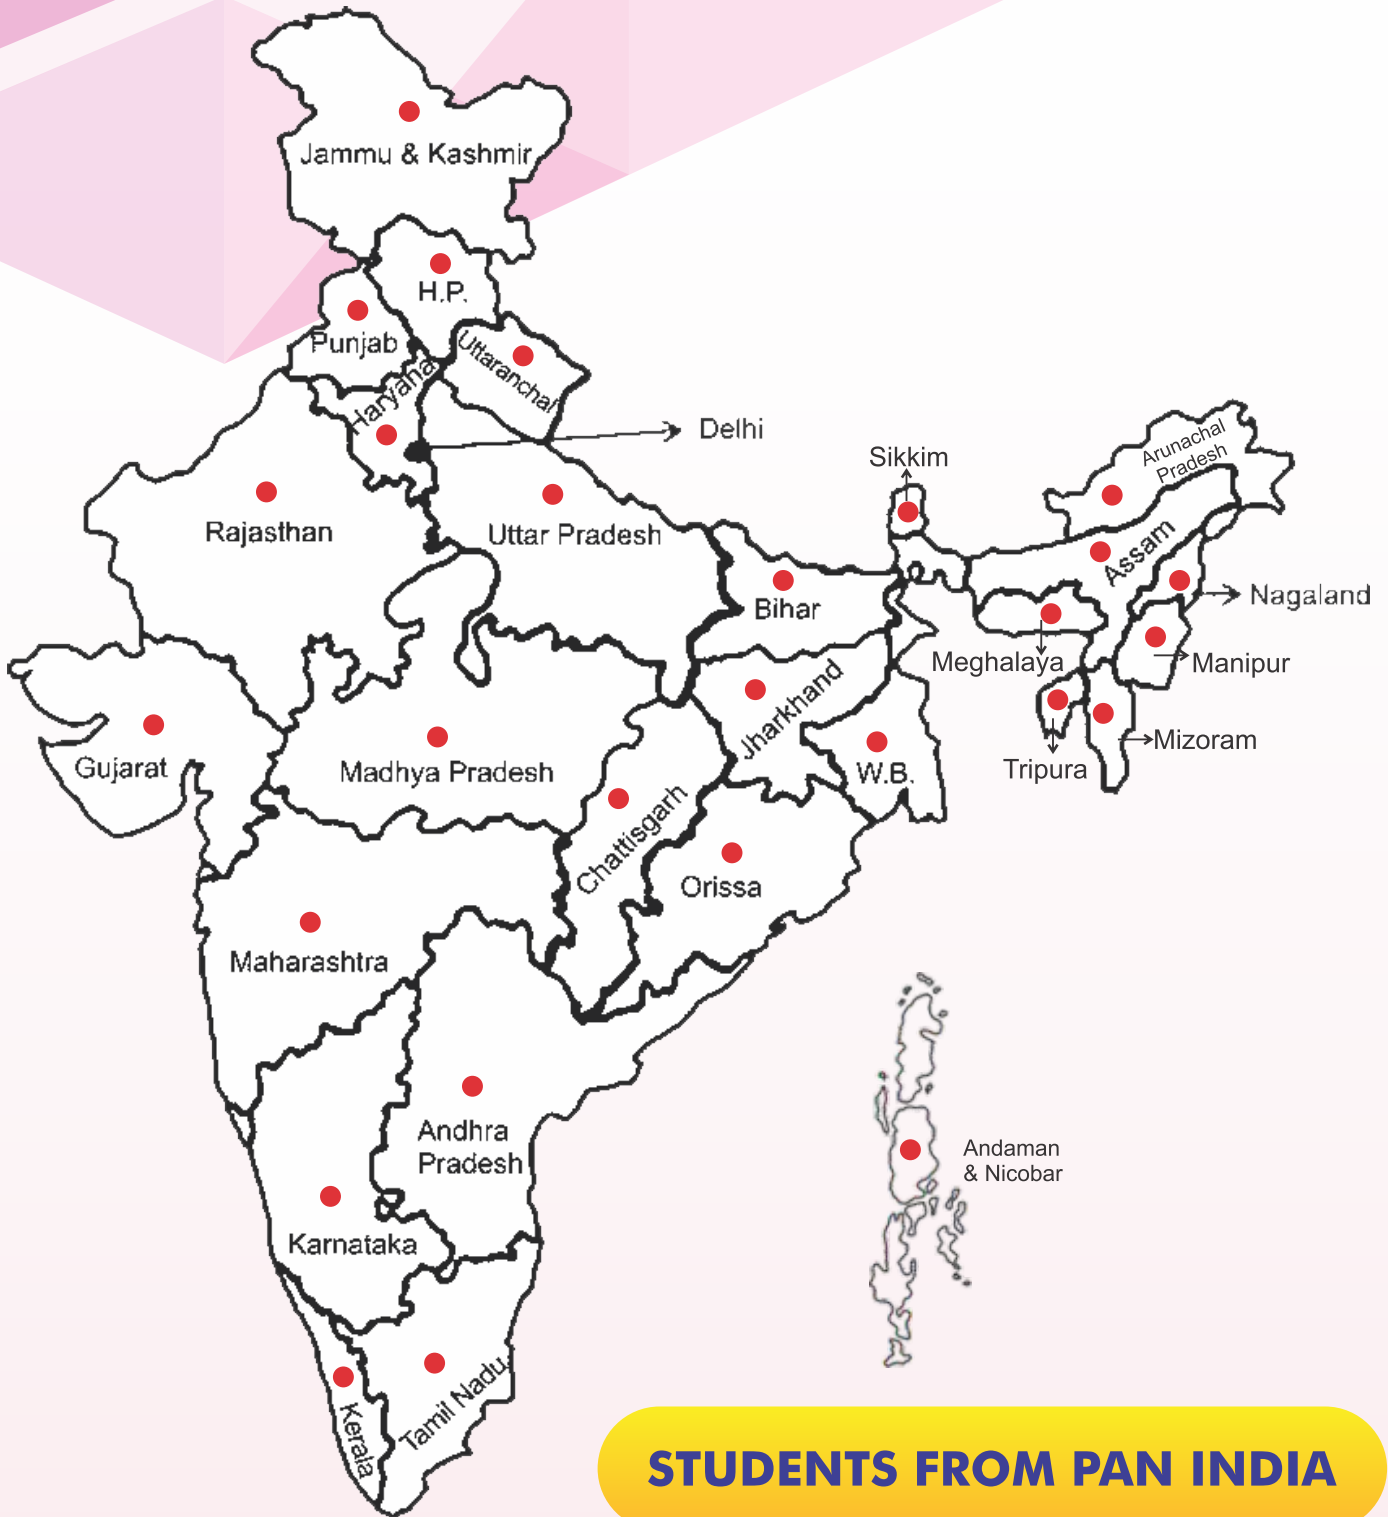 Jammu & Kashmir
H.P.
Punjab
Uttaranchal
Haryana
Delhi
Sikkim
Arunachal
Pradesh
Rajasthan
Uttar Pradesh
Assam
Bihar
Nagaland
Meghalaya
Manipur
Jharkhand
Gujarat
Madhya Pradesh
W.B.
Mizoram
Tripura
Chattisgarh
Orissa
Maharashtra
Andhra
Pradesh
Andaman
& Nicobar
Karnataka
Tamil Nadu
Kerala
STUDENTS FROM PAN INDIA